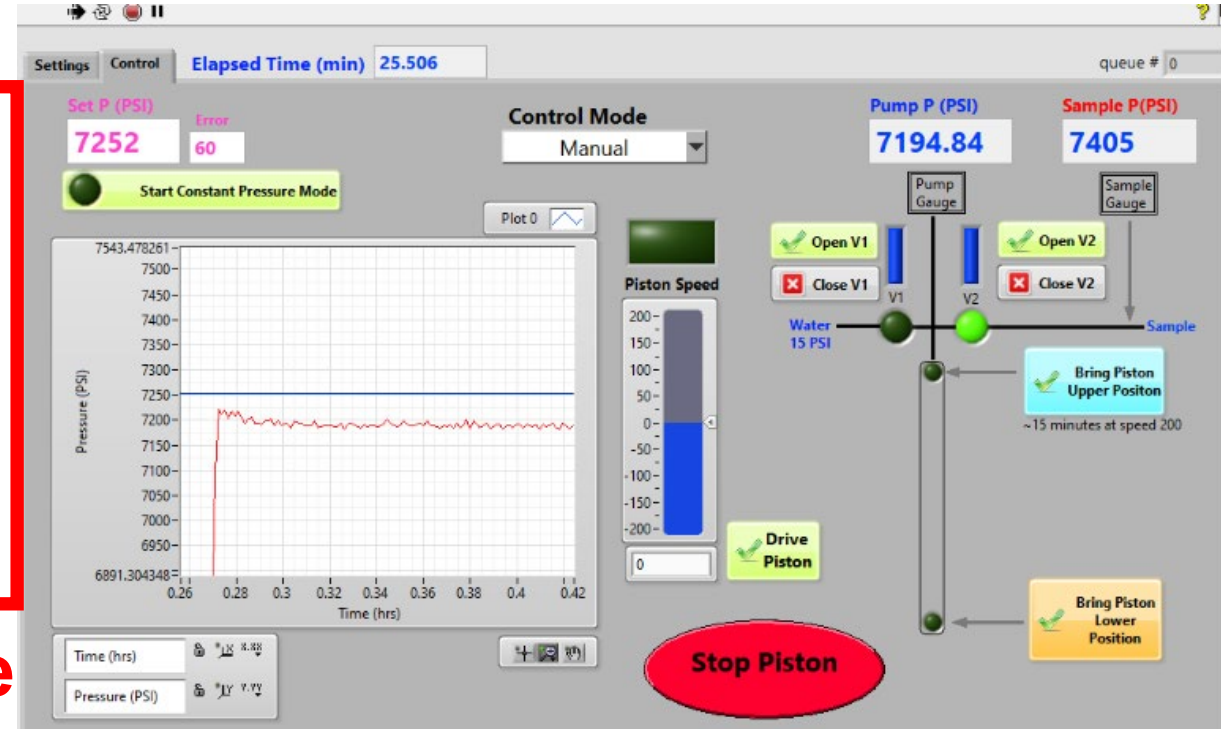 Settings Control Elapsed Time (min) 25.506 queue # 0
Set P (PSI) Error Control Mode Pump P (PSI) Sample P(PSI)
7252 60 Manual 7194.84 7405
Start Constant Pressure Mode
Pump Gauge
Sample Gauge
Plot 0
Open V1
Close V1
V1
V2
Open V2
Close V2
Water
15 PSI
Sample
Piston Speed
200
150
100
50
0
-50
-100
-150
-200
0
Drive
Piston
Bring Piston
Upper Positon
~15 minutes at speed 200
Bring Piston
Lower
Position
Pressure (PSI)
7543.478261
7500
7450
7400
7350
7300
7250
7200
7150
7100
7050
7000
6950
6891.304348
0.26 0.28 0.3 0.32 0.34 0.36 0.38 0.4 0.42
Time (hrs)
Time (hrs)
Pressure (PSI)
Stop Piston
e